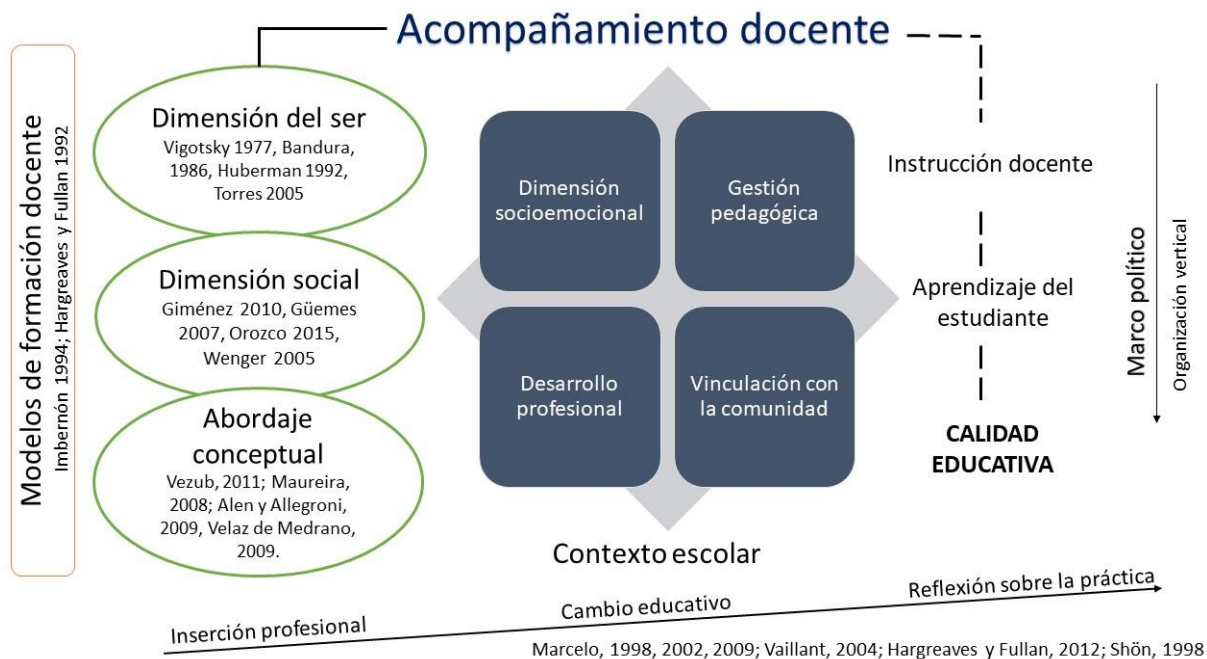 Acompañamiento docente
Modelos de formación docente
Imbernón 1994; Hargreaves y Fullan 1992
Dimensión del ser
Vigotsky 1977, Bandura,
1986, Huberman 1992,
Torres 2005
Dimensión social
Giménez 2010, Güemes
2007, Orozco 2015,
Wenger 2005
Abordaje
conceptual
Vezub, 2011; Maureira,
2008; Alen y Allegroni,
2009, Velaz de Medrano,
2009.
Dimensión
socioemocional
Gestión
pedagógica
Desarrollo
profesional
Vinculación con
la comunidad
Contexto escolar
Instrucción docente
Aprendizaje del
estudiante
CALIDAD
EDUCATIVA
Marco político
Organización vertical
Inserción profesional
Cambio educativo
Reflexión sobre la práctica
Marcelo, 1998, 2002, 2009; Vaillant, 2004; Hargreaves y Fullan, 2012; Shön, 1998